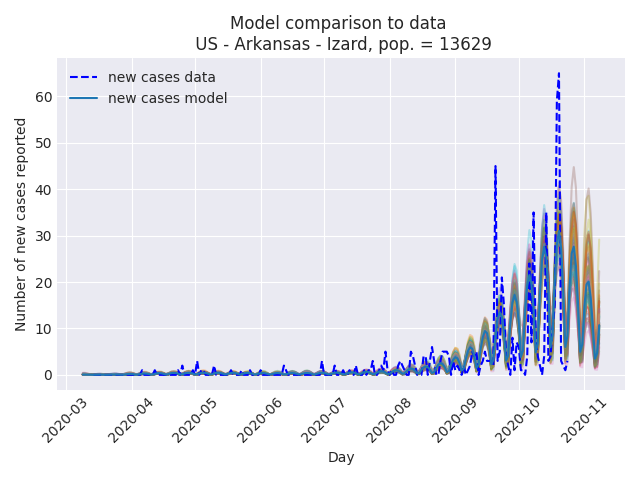 Model comparison to data
US - Arkansas - Izard, pop. = 13629
new cases data
new cases model
Number of new cases reported
60
50
40
30
20
10
0
2020-03
2020-04
2020-05
2020-06
2020-07
2020-08
2020-09
2020-10
2020-11
Day